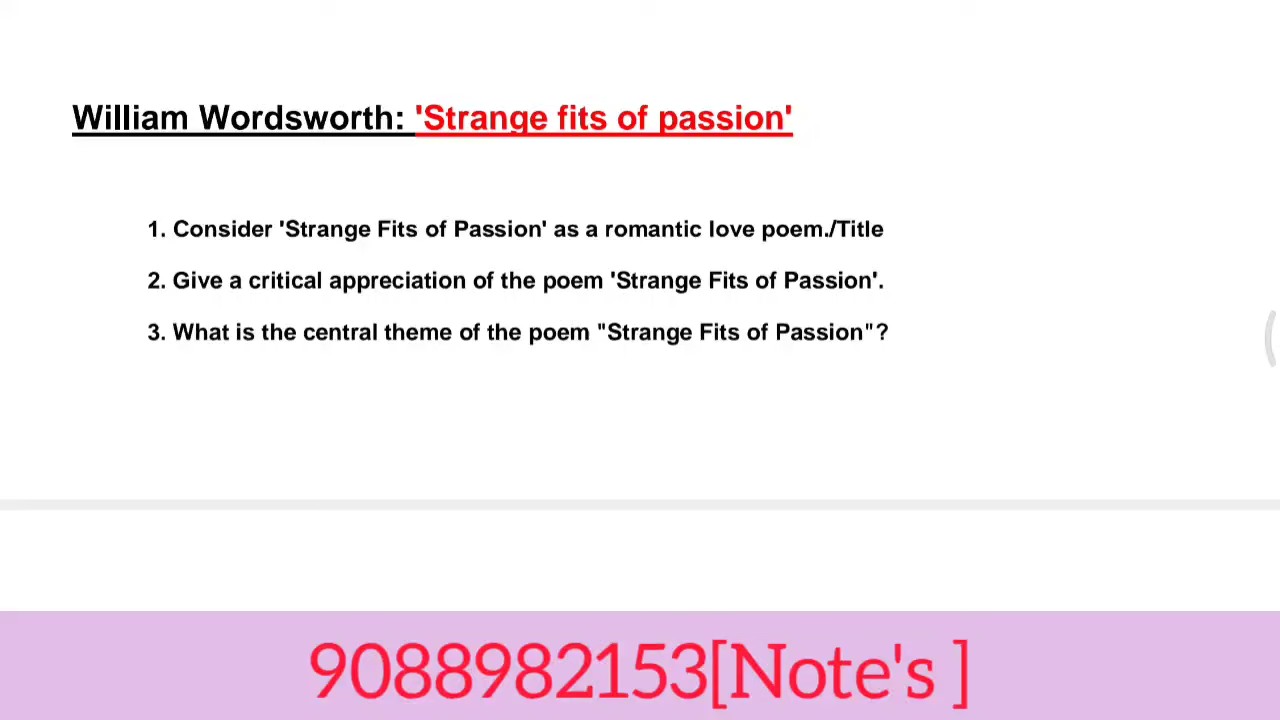 William Wordsworth: 'Strange fits of passion'
1. Consider 'Strange Fits of Passion' as a romantic love poem./Title
2. Give a critical appreciation of the poem 'Strange Fits of Passion'.
3. What is the central theme of the poem "Strange Fits of Passion"?
9088982153[Note's ]